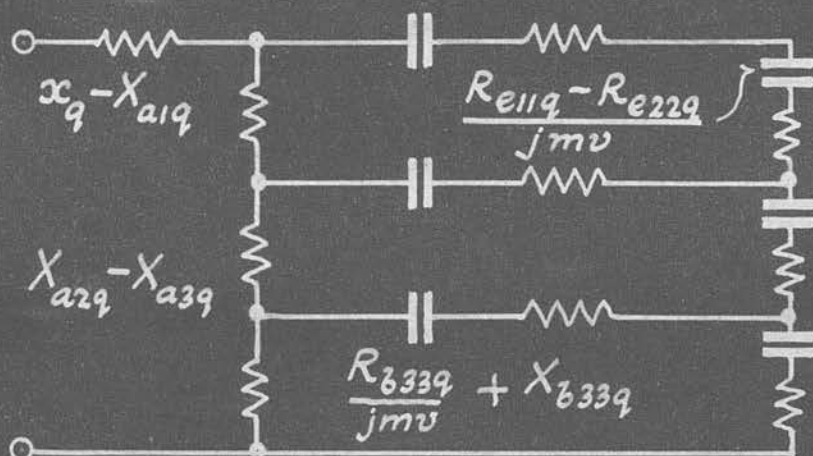 x_q - X_a1q
R_e11q - R_e22q
jmv
X_a2q - X_a3q
R_b33q + X_b33q
jmv